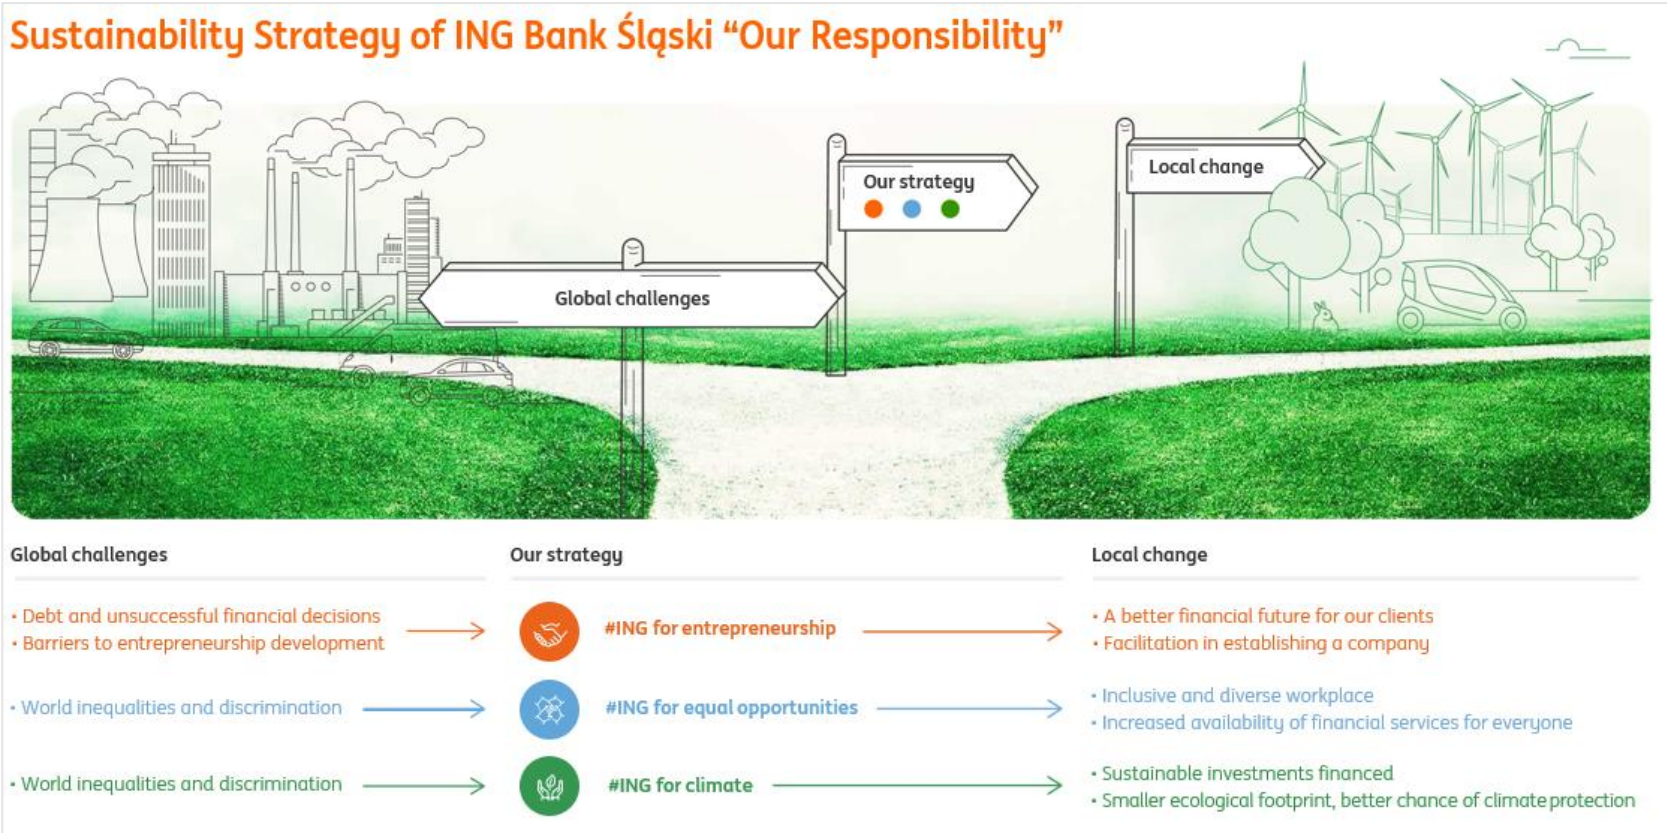 Sustainability Strategy of ING Bank Śląski “Our Responsibility”
Our strategy
Local change
Global challenges
Global challenges
Our strategy
Local change
• Debt and unsuccessful financial decisions
• Barriers to entrepreneurship development
#ING for entrepreneurship
• A better financial future for our clients
• Facilitation in establishing a company
• World inequalities and discrimination
#ING for equal opportunities
• Inclusive and diverse workplace
• Increased availability of financial services for everyone
• World inequalities and discrimination
#ING for climate
• Sustainable investments financed
• Smaller ecological footprint, better chance of climate protection